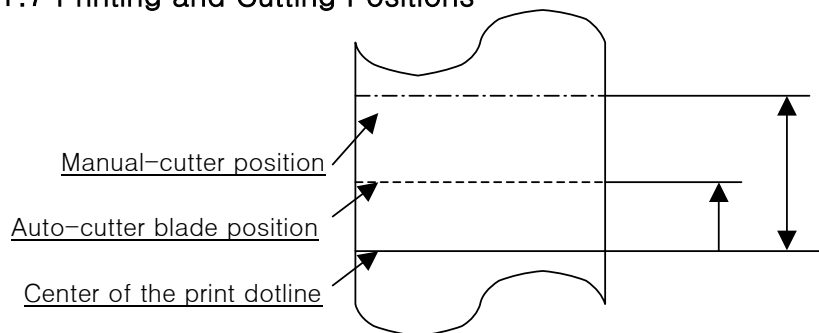 1.7 Printing and Cutting Positions
Manual-cutter position
Auto-cutter blade position
Center of the print dotline